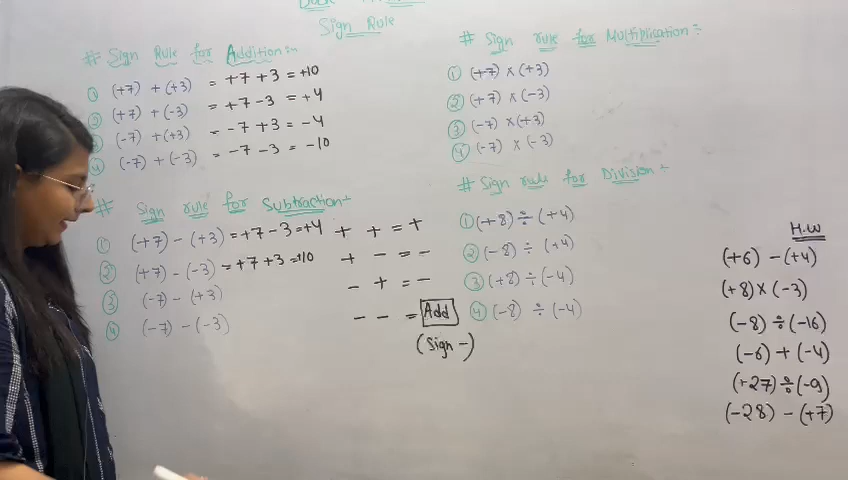 Sign Rule
# Sign Rule for Addition:-
① (+7) + (+3) = +7+3 = +10
② (+7) + (-3) = +7-3 = +4
③ (-7) + (+3) = -7+3 = -4
④ (-7) + (-3) = -7-3 = -10
# Sign rule for Subtraction:-
① (+7) - (+3) = +7-3 = +4
② (+7) - (-3) = +7+3 = +10
③ (-7) - (+3)
④ (-7) - (-3)
+ + = +
+ - = -
- + = -
- - = Add
(Sign -)
# Sign rule for Multiplication:-
① (+7) × (+3)
② (+7) × (-3)
③ (-7) × (+3)
④ (-7) × (-3)
# Sign rule for Division:-
① (+8) ÷ (+4)
② (-8) ÷ (+4)
③ (+8) ÷ (-4)
④ (-8) ÷ (-4)
H.W
(+6) - (+4)
(+8) × (-3)
(-8) ÷ (-16)
(-6) + (-4)
(+27) ÷ (-9)
(-28) - (+7)